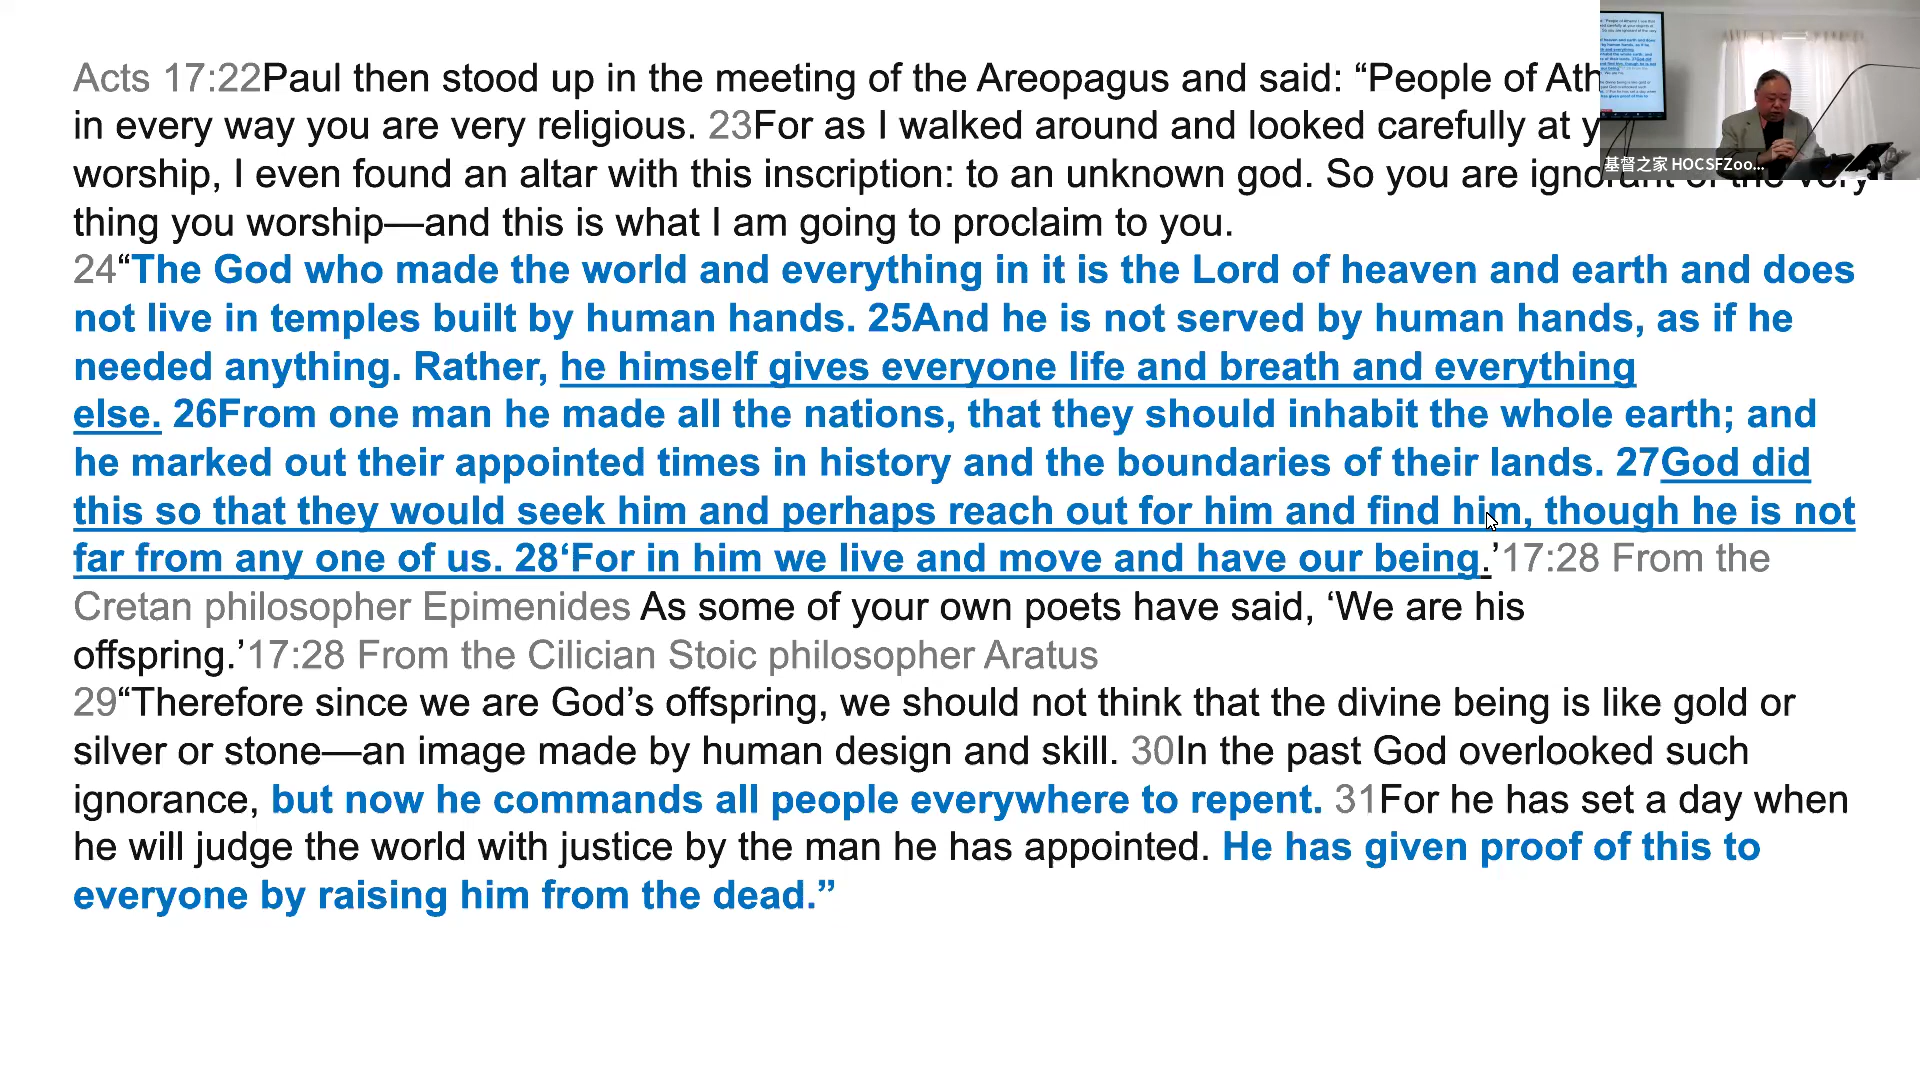 Acts 17:22Paul then stood up in the meeting of the Areopagus and said: “People of Ath
in every way you are very religious. 23For as I walked around and looked carefully at y
worship, I even found an altar with this inscription: to an unknown god. So you are ignorant of the very
thing you worship—and this is what I am going to proclaim to you.
24“The God who made the world and everything in it is the Lord of heaven and earth and does
not live in temples built by human hands. 25And he is not served by human hands, as if he
needed anything. Rather, he himself gives everyone life and breath and everything
else. 26From one man he made all the nations, that they should inhabit the whole earth; and
he marked out their appointed times in history and the boundaries of their lands. 27God did
this so that they would seek him and perhaps reach out for him and find him, though he is not
far from any one of us. 28‘For in him we live and move and have our being.’17:28 From the
Cretan philosopher Epimenides As some of your own poets have said, ‘We are his
offspring.’17:28 From the Cilician Stoic philosopher Aratus
29“Therefore since we are God’s offspring, we should not think that the divine being is like gold or
silver or stone—an image made by human design and skill. 30In the past God overlooked such
ignorance, but now he commands all people everywhere to repent. 31For he has set a day when
he will judge the world with justice by the man he has appointed. He has given proof of this to
everyone by raising him from the dead.”
基督之家 HOCSFZoo...